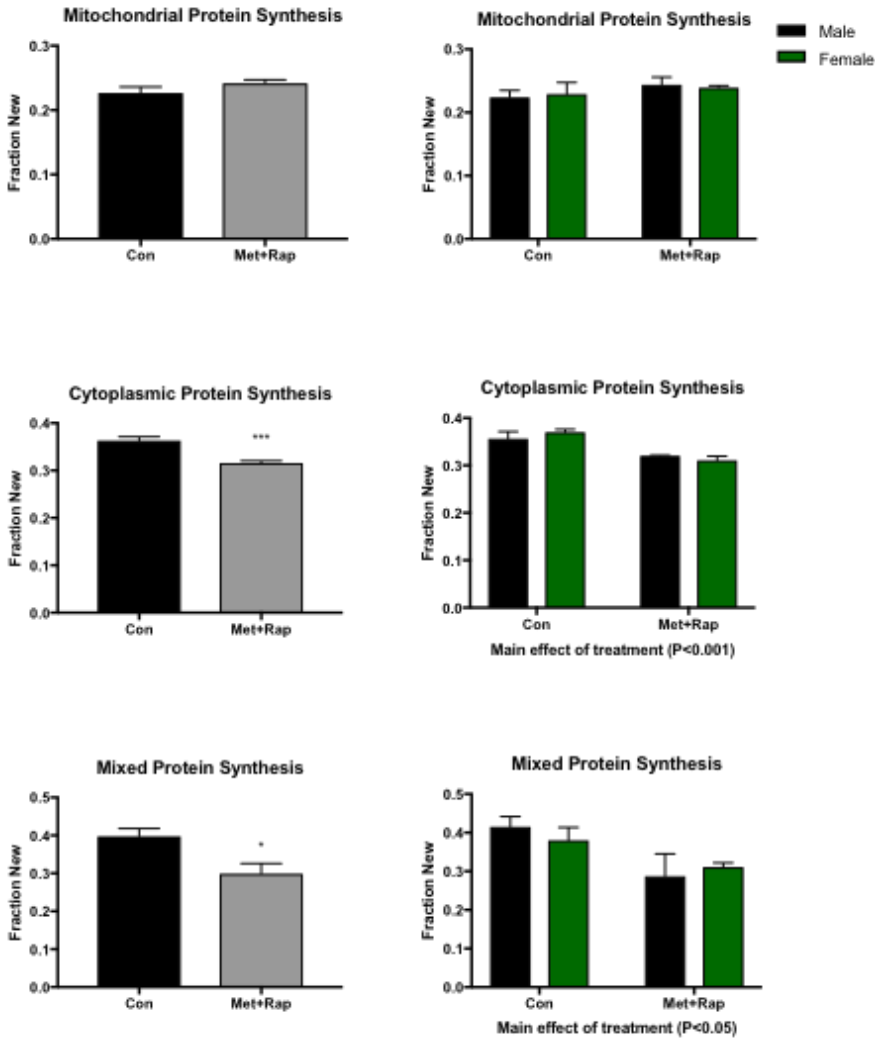 Mitochondrial Protein Synthesis
Fraction New
0.3
0.2
0.1
0.0
Con Met+Rap
Mitochondrial Protein Synthesis
Fraction New
0.3
0.2
0.1
0.0
Con Met+Rap
Male
Female
Cytoplasmic Protein Synthesis
Fraction New
0.4
0.3
0.2
0.1
0.0
***
Con Met+Rap
Cytoplasmic Protein Synthesis
Fraction New
0.4
0.3
0.2
0.1
0.0
Con Met+Rap
Main effect of treatment (P<0.001)
Mixed Protein Synthesis
Fraction New
0.5
0.4
0.3
0.2
0.1
0.0
*
Con Met+Rap
Mixed Protein Synthesis
Fraction New
0.5
0.4
0.3
0.2
0.1
0.0
Con Met+Rap
Main effect of treatment (P<0.05)